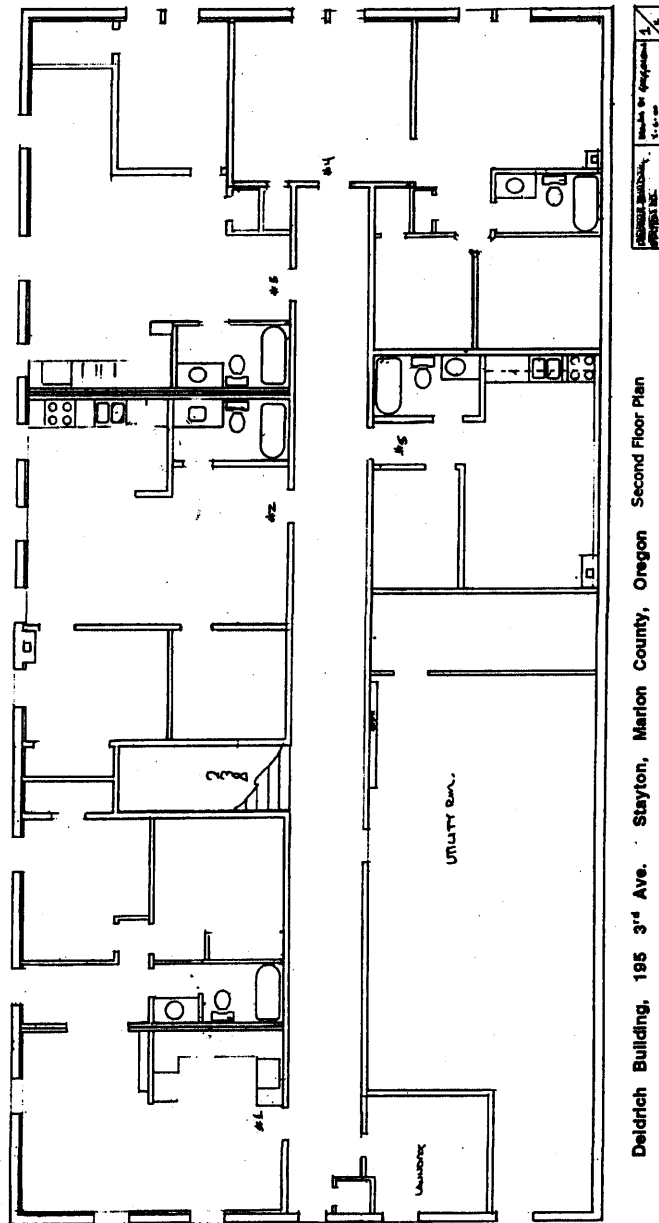 #4
#3
#5
#2
238
UTILITY RM.
#1
LAUNDRY
Deidrich Building, 195 3rd Ave. Stayton, Marion County, Oregon Second Floor Plan